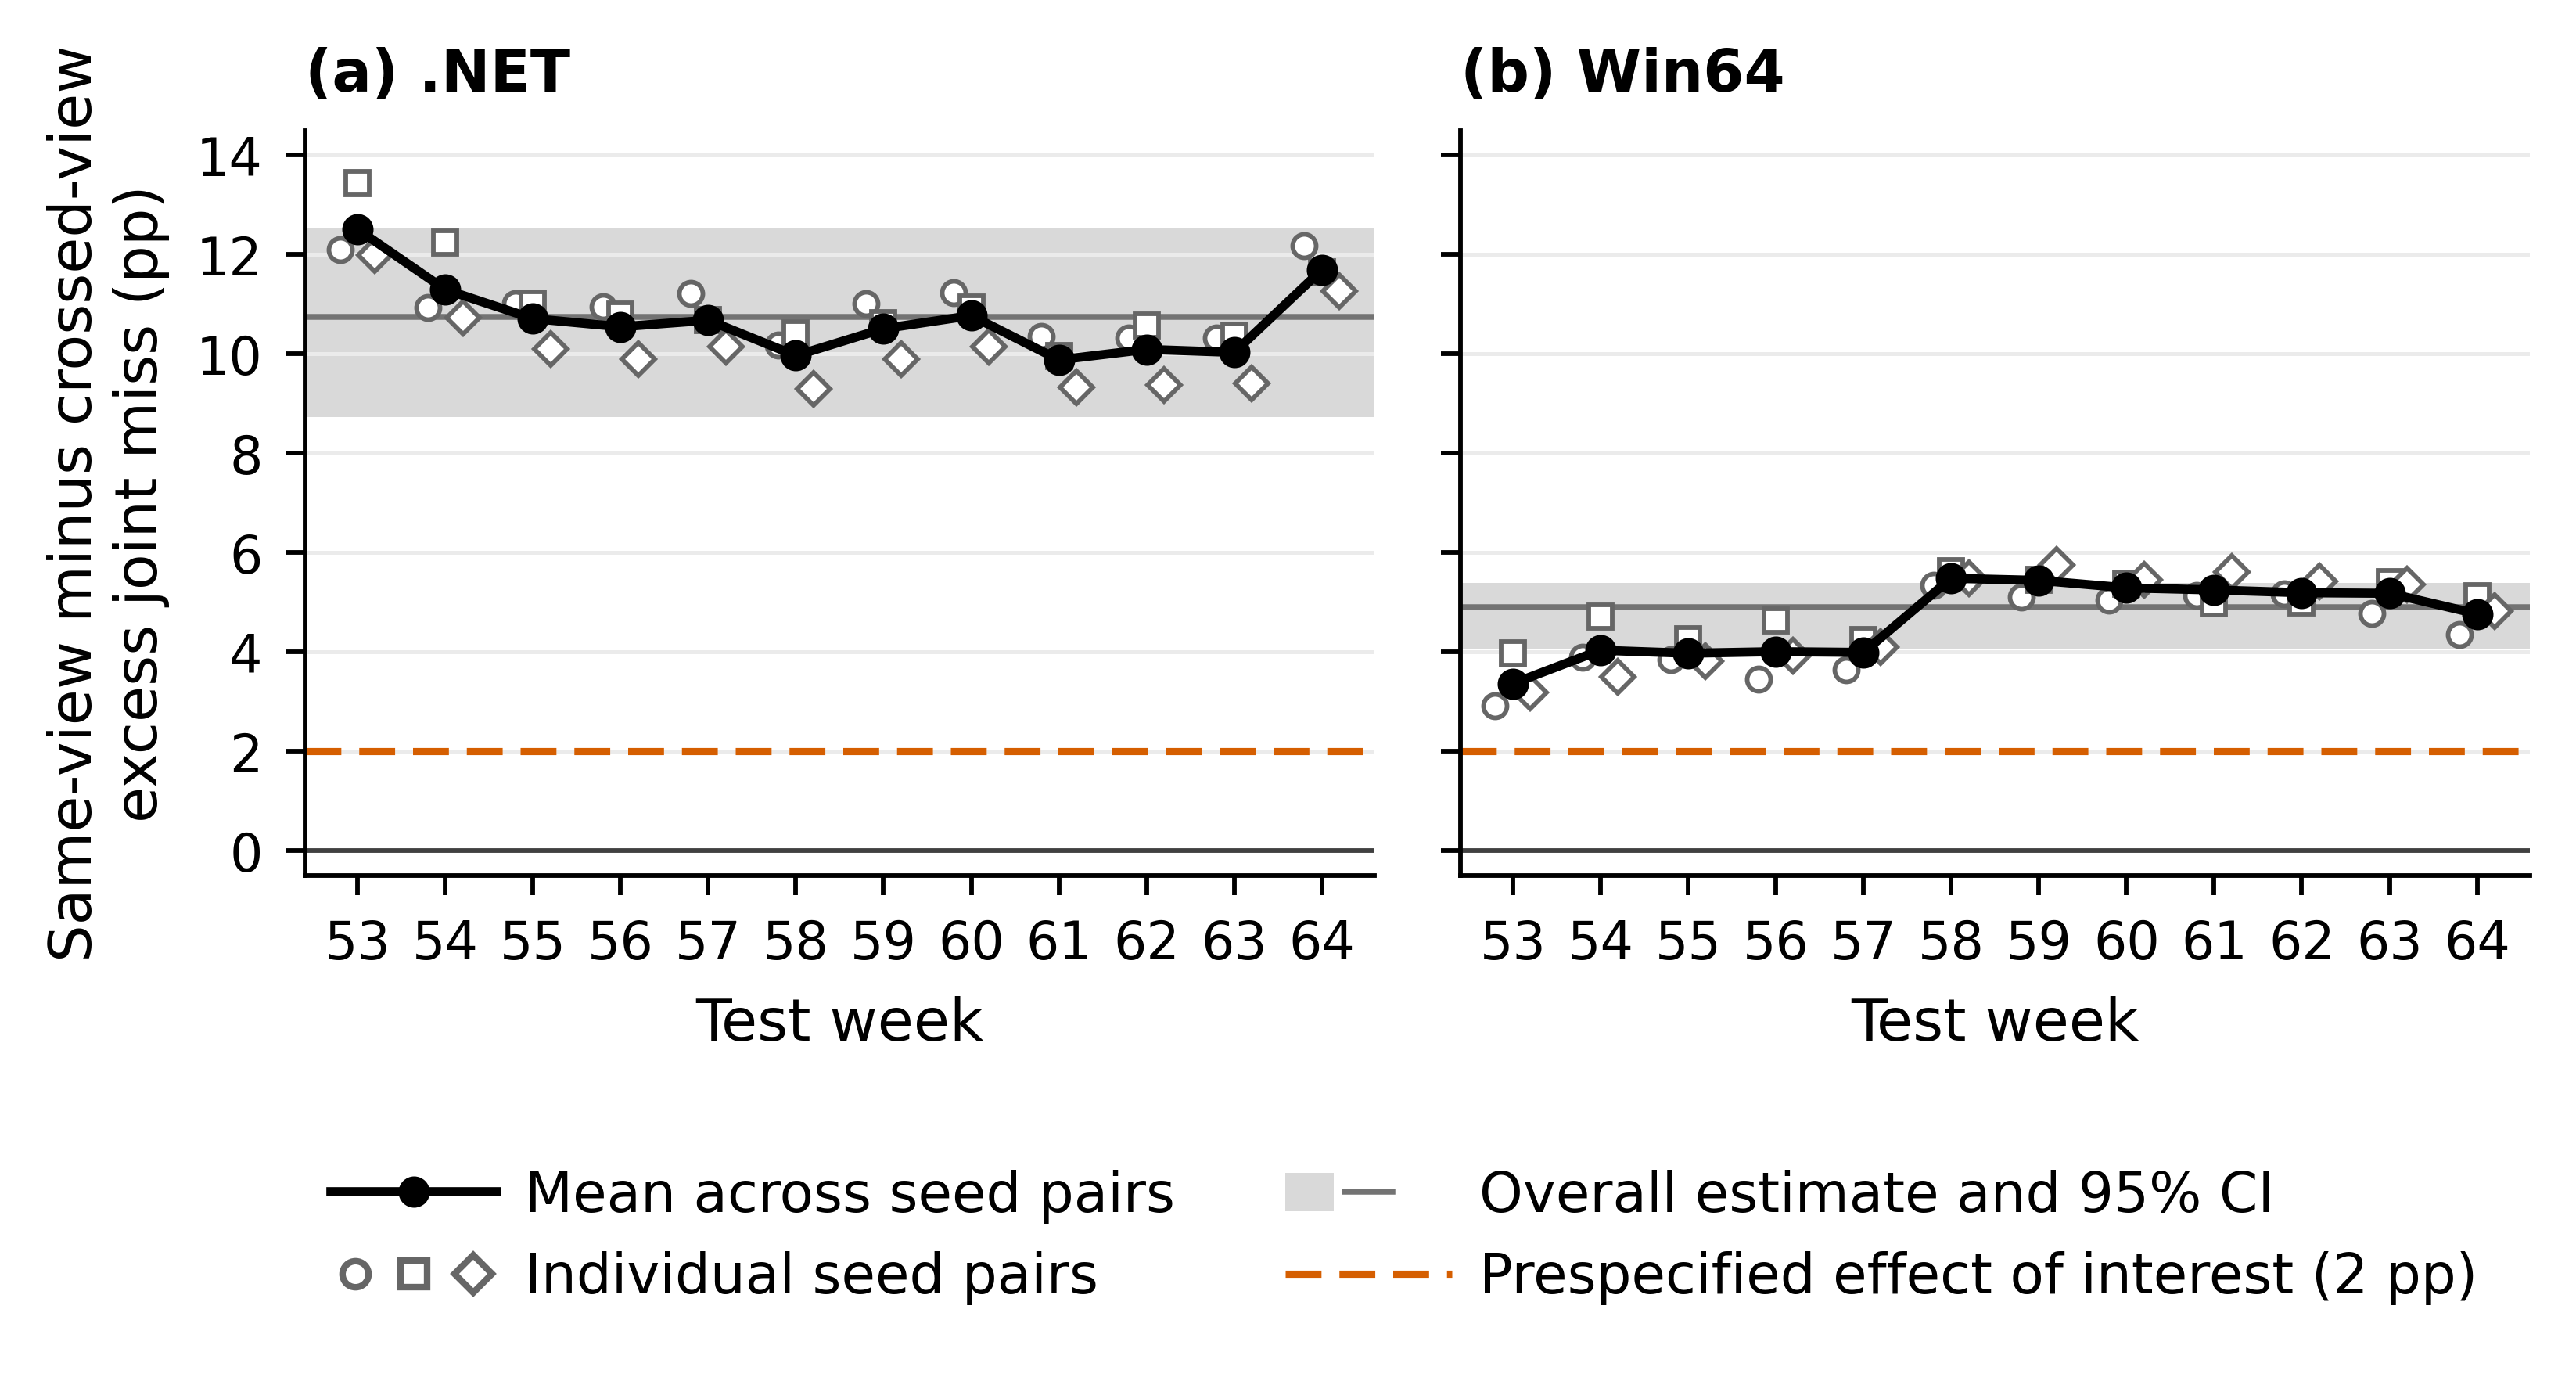 (a) .NET
(b) Win64
Same-view minus crossed-view
excess joint miss (pp)
14
12
10
8
6
4
2
0
53 54 55 56 57 58 59 60 61 62 63 64
53 54 55 56 57 58 59 60 61 62 63 64
Test week
Test week
Mean across seed pairs
Individual seed pairs
Overall estimate and 95% CI
Prespecified effect of interest (2 pp)